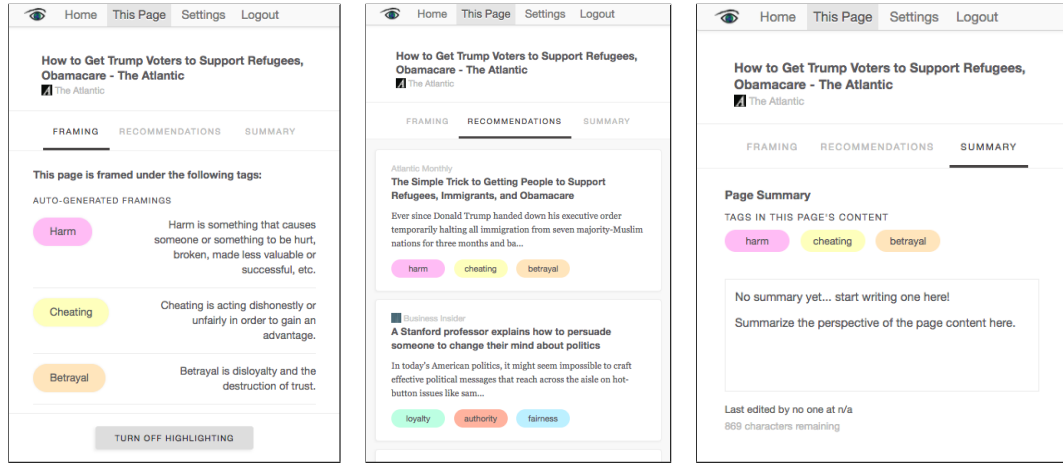 Home This Page Settings Logout
How to Get Trump Voters to Support Refugees,
Obamacare - The Atlantic
The Atlantic
FRAMING RECOMMENDATIONS SUMMARY
This page is framed under the following tags:
AUTO-GENERATED FRAMINGS
Harm
Harm is something that causes
someone or something to be hurt,
broken, made less valuable or
successful, etc.
Cheating
Cheating is acting dishonestly or
unfairly in order to gain an
advantage.
Betrayal
Betrayal is disloyalty and the
destruction of trust.
TURN OFF HIGHLIGHTING
Home This Page Settings Logout
How to Get Trump Voters to Support Refugees,
Obamacare - The Atlantic
The Atlantic
FRAMING RECOMMENDATIONS SUMMARY
Atlantic Monthly
The Simple Trick to Getting People to Support
Refugees, Immigrants, and Obamacare
Ever since Donald Trump handed down his executive order
temporarily halting all immigration from seven majority-Muslim
nations for three months and ba...
harm cheating betrayal
Business Insider
A Stanford professor explains how to persuade
someone to change their mind about politics
In today's American politics, it might seem impossible to craft
effective political messages that reach across the aisle on hot-
button issues like sam...
loyalty authority fairness
Home This Page Settings Logout
How to Get Trump Voters to Support Refugees,
Obamacare - The Atlantic
The Atlantic
FRAMING RECOMMENDATIONS SUMMARY
Page Summary
TAGS IN THIS PAGE'S CONTENT
harm cheating betrayal
No summary yet... start writing one here!
Summarize the perspective of the page content here.
Last edited by no one at n/a
869 characters remaining